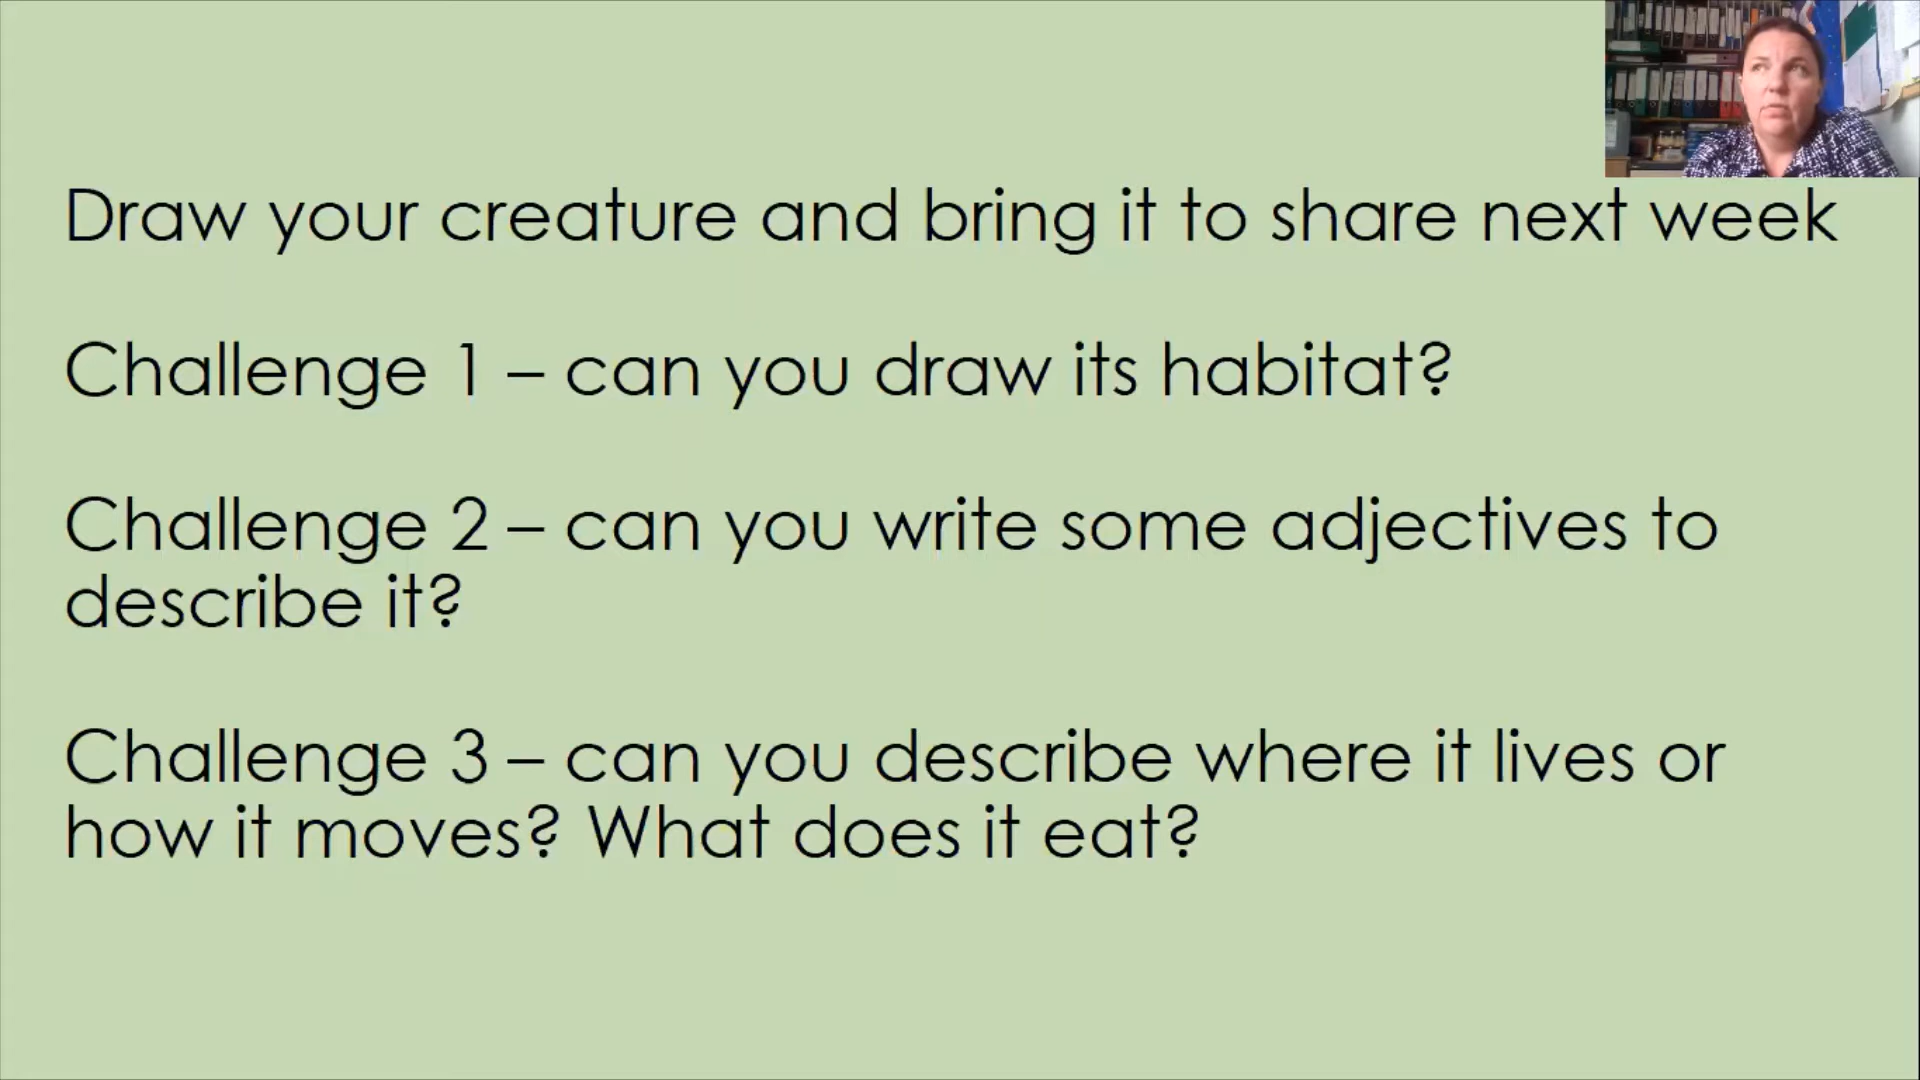 Draw your creature and bring it to share next week
Challenge 1 – can you draw its habitat?
Challenge 2 – can you write some adjectives to
describe it?
Challenge 3 – can you describe where it lives or
how it moves? What does it eat?